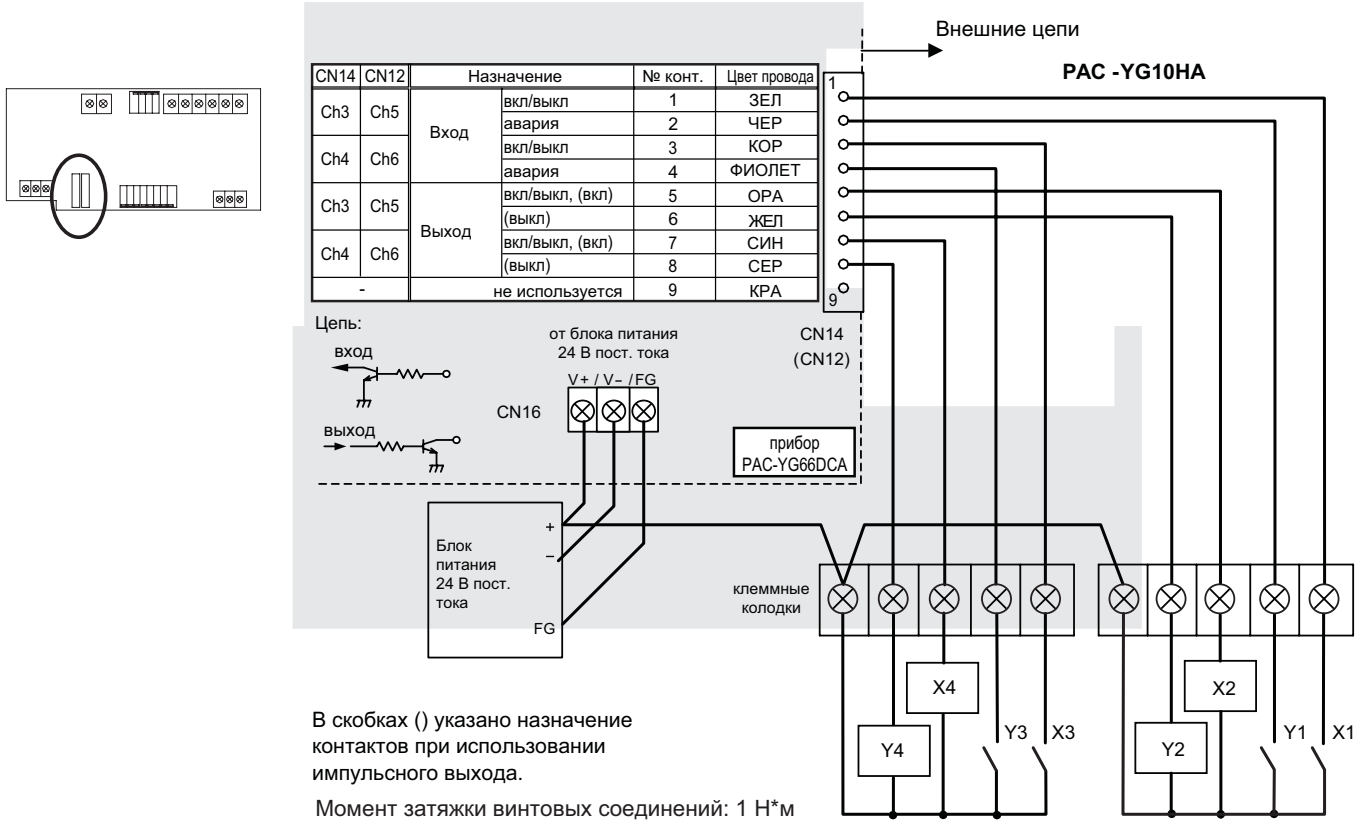 Внешние цепи
PAC -YG10HA
CN14 CN12 Назначение № конт. Цвет провода
Ch3 Ch5 Вход вкл/выкл 1 ЗЕЛ
авария 2 ЧЕР
Ch4 Ch6 вкл/выкл 3 КОР
авария 4 ФИОЛЕТ
Ch3 Ch5 Выход вкл/выкл, (вкл) 5 ОРА
(выкл) 6 ЖЕЛ
Ch4 Ch6 вкл/выкл, (вкл) 7 СИН
(выкл) 8 СЕР
- не используется 9 КРА
1
9
CN14
(CN12)
Цепь:
вход
выход
от блока питания
24 В пост. тока
V+ / V– / FG
CN16
прибор
PAC-YG66DCA
Блок
питания
24 В пост.
тока
+
–
FG
клеммные
колодки
X4
Y4
Y3
X3
X2
Y2
Y1
X1
В скобках () указано назначение
контактов при использовании
импульсного выхода.
Момент затяжки винтовых соединений: 1 Н*м